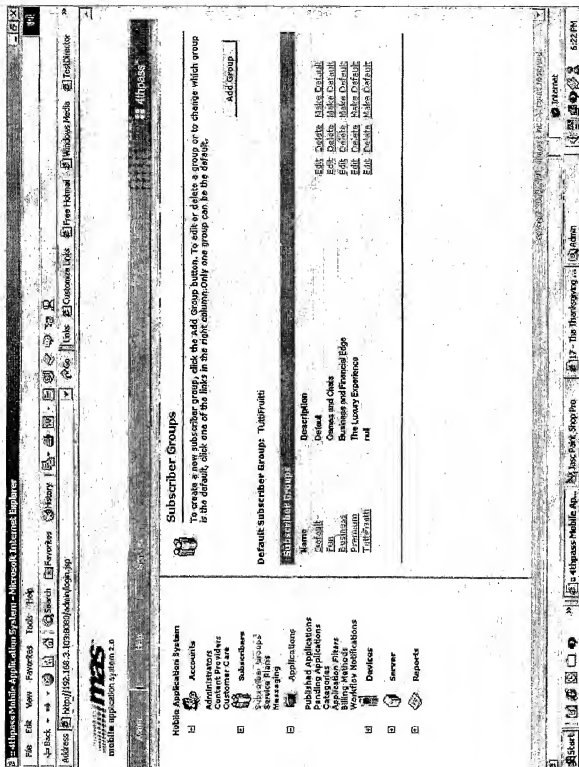 4thpass Mobile Application System - Microsoft Internet Explorer
File Edit View Favorites Tools Help
Back Search Favorites History
Address http://192.168.3.103:8080/admin/login.jsp Go Links Customize Links Free Hotmail Windows Media TestDirector
mas
mobile application system 2.0
4thpass
Mobile Application System
Accounts
Administrators
Content Providers
Customer Care
Subscribers
Subscriber Groups
Service Plans
Messaging
Applications
Published Applications
Pending Applications
Categories
Application Filters
Billing Methods
Workflow Notifications
Devices
Server
Reports
Subscriber Groups
To create a new subscriber group, click the Add Group button. To edit or delete a group or to change which group
is the default, click one of the links in the right column. Only one group can be the default.
Add Group
Default Subscriber Group: TuttiFruitti
Subscriber Groups
Name Description
Default Default Edit Delete Make Default
Fun Games and Chats Edit Delete Make Default
Business Business and Financial Edge Edit Delete Make Default
Premium The Luxury Experience Edit Delete Make Default
TuttiFruitti null Edit Delete Make Default
Internet
Start 4thpass Mobile Ap... Jasc Paint Shop Pro 17 - The Thanksgiving ... Admin 6:22 PM